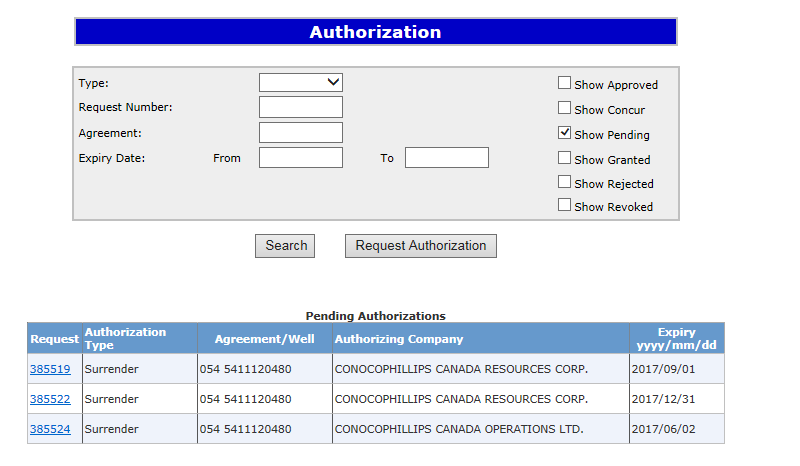 Authorization
Type: Show Approved
Request Number: Show Concur
Agreement: Show Pending
Expiry Date: From To Show Granted
Show Rejected
Show Revoked
Search Request Authorization
Pending Authorizations
Request Authorization Type Agreement/Well Authorizing Company Expiry yyyy/mm/dd
385519 Surrender 054 5411120480 CONOCOPHILLIPS CANADA RESOURCES CORP. 2017/09/01
385522 Surrender 054 5411120480 CONOCOPHILLIPS CANADA RESOURCES CORP. 2017/12/31
385524 Surrender 054 5411120480 CONOCOPHILLIPS CANADA OPERATIONS LTD. 2017/06/02